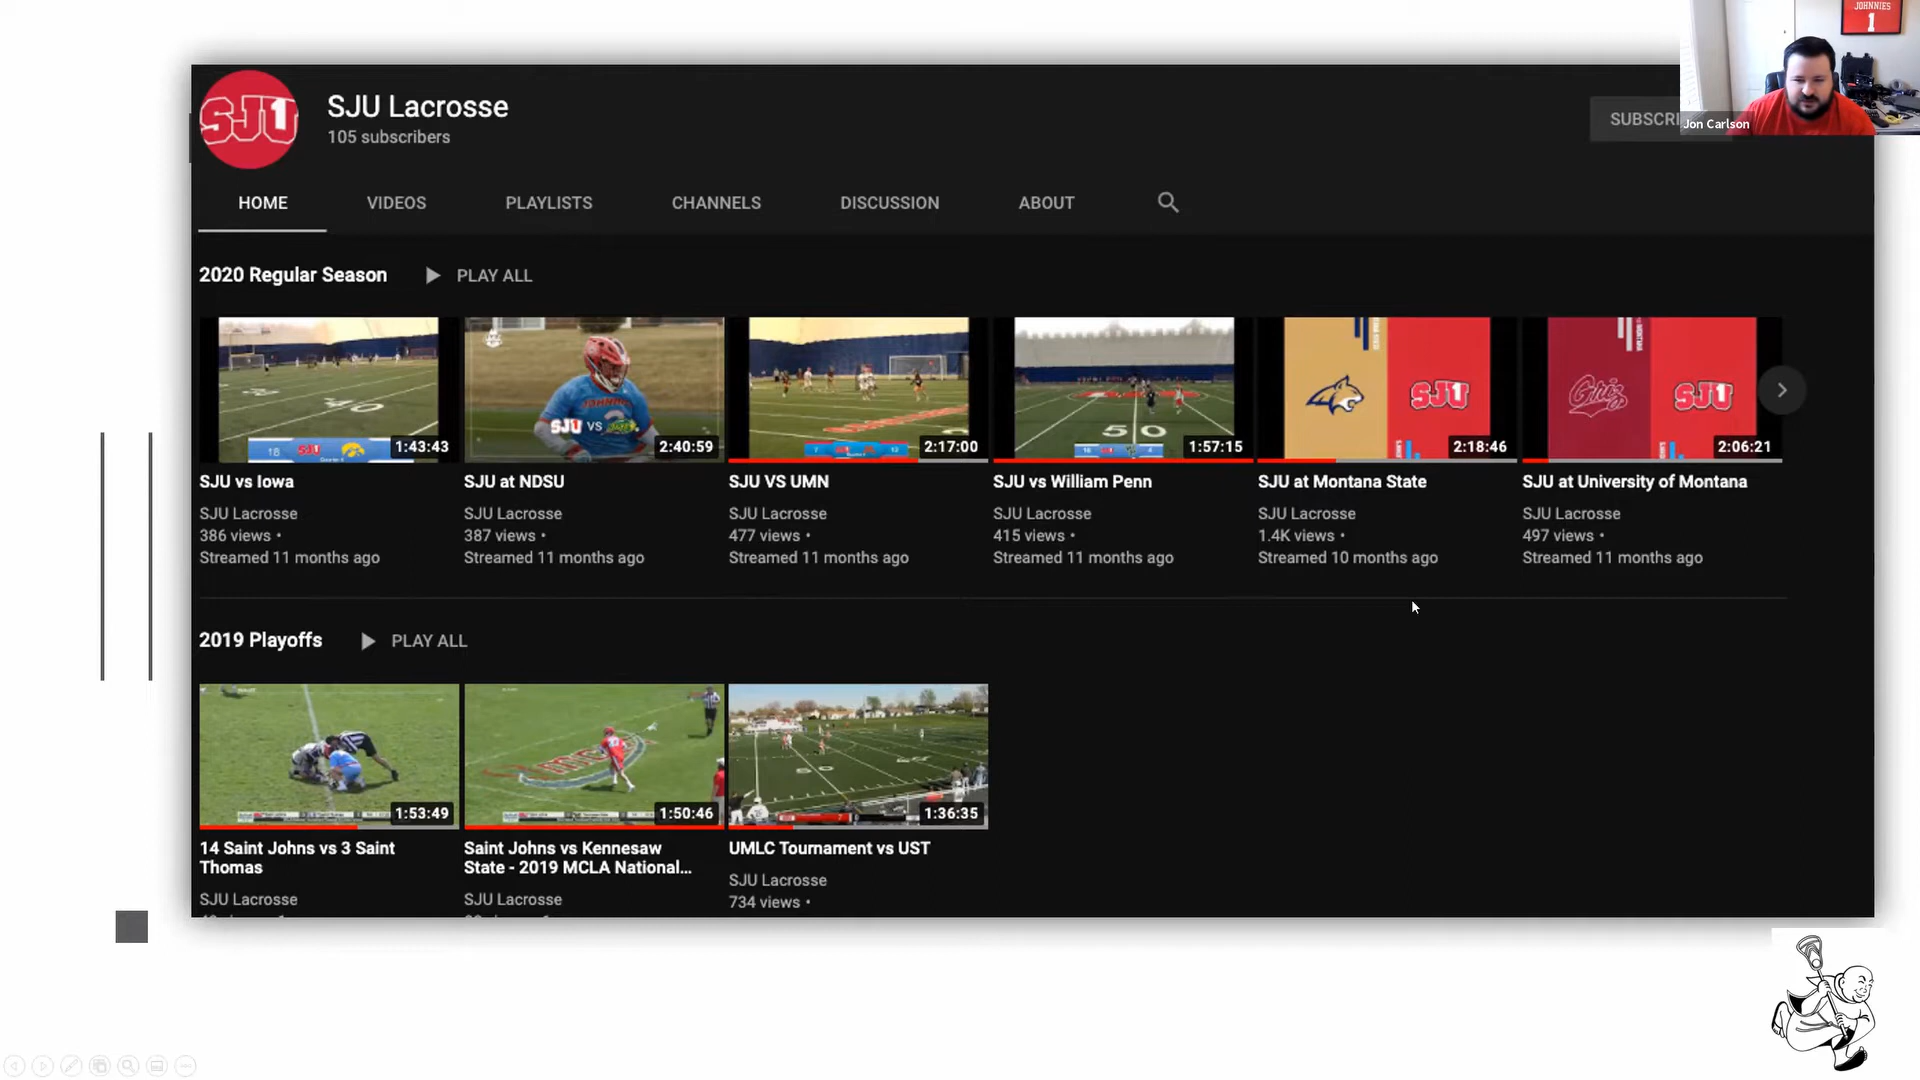 JOHNNIES
1
SJU1
SJU Lacrosse
105 subscribers
SUBSCRI
Jon Carlson
HOME
VIDEOS
PLAYLISTS
CHANNELS
DISCUSSION
ABOUT
2020 Regular Season
PLAY ALL
1:43:43
2:40:59
2:17:00
1:57:15
2:18:46
2:06:21
SJU vs Iowa
SJU Lacrosse
386 views •
Streamed 11 months ago
SJU at NDSU
SJU Lacrosse
387 views •
Streamed 11 months ago
SJU VS UMN
SJU Lacrosse
477 views •
Streamed 11 months ago
SJU vs William Penn
SJU Lacrosse
415 views •
Streamed 11 months ago
SJU at Montana State
SJU Lacrosse
1.4K views •
Streamed 10 months ago
SJU at University of Montana
SJU Lacrosse
497 views •
Streamed 11 months ago
2019 Playoffs
PLAY ALL
1:53:49
1:50:46
1:36:35
14 Saint Johns vs 3 Saint
Thomas
SJU Lacrosse
Saint Johns vs Kennesaw
State - 2019 MCLA National...
SJU Lacrosse
UMLC Tournament vs UST
SJU Lacrosse
734 views •